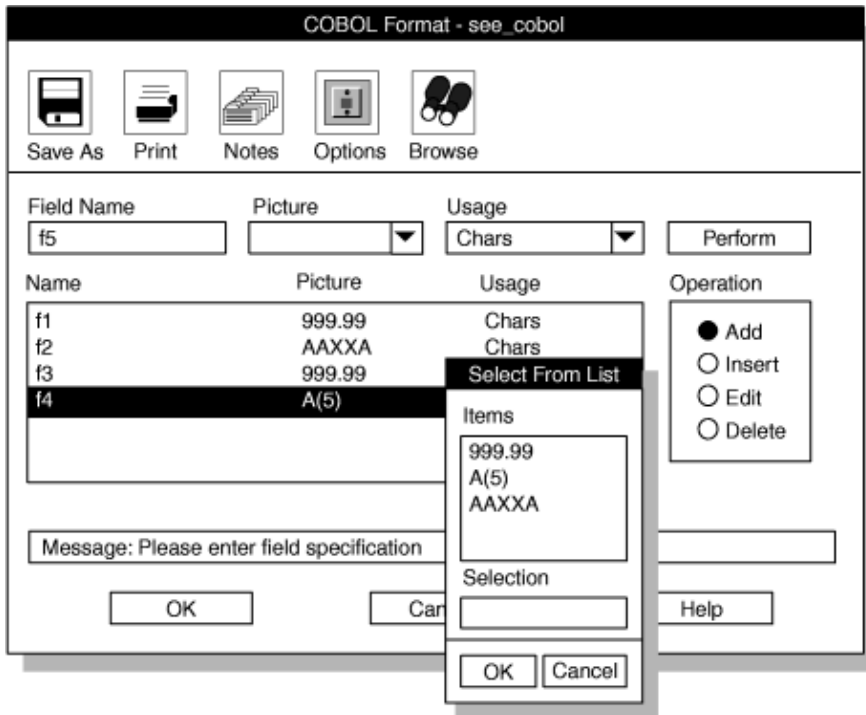 COBOL Format - see_cobol
Save As Print Notes Options Browse
Field Name Picture Usage
f5 Chars Perform
Name Picture Usage Operation
f1 999.99 Chars
f2 AAXXA Chars
f3 999.99
f4 A(5)
Add
Insert
Edit
Delete
Select From List
Items
999.99
A(5)
AAXXA
Selection
OK Cancel
Message: Please enter field specification
OK Can Help